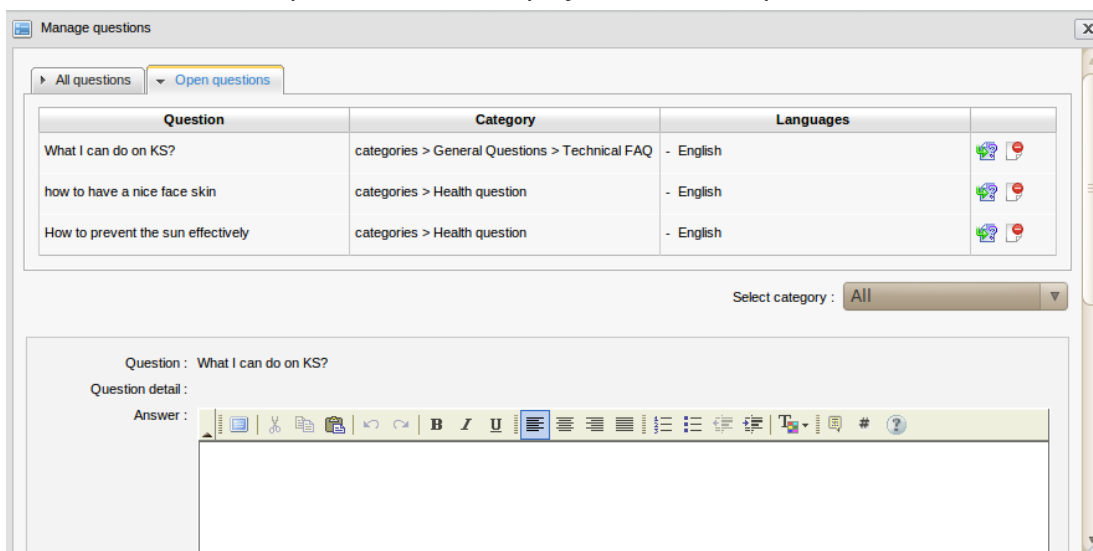 Manage questions
All questions Open questions
Question Category Languages
What I can do on KS? categories > General Questions > Technical FAQ - English
how to have a nice face skin categories > Health question - English
How to prevent the sun effectively categories > Health question - English
Select category : All
Question : What I can do on KS?
Question detail :
Answer :
B I U T #